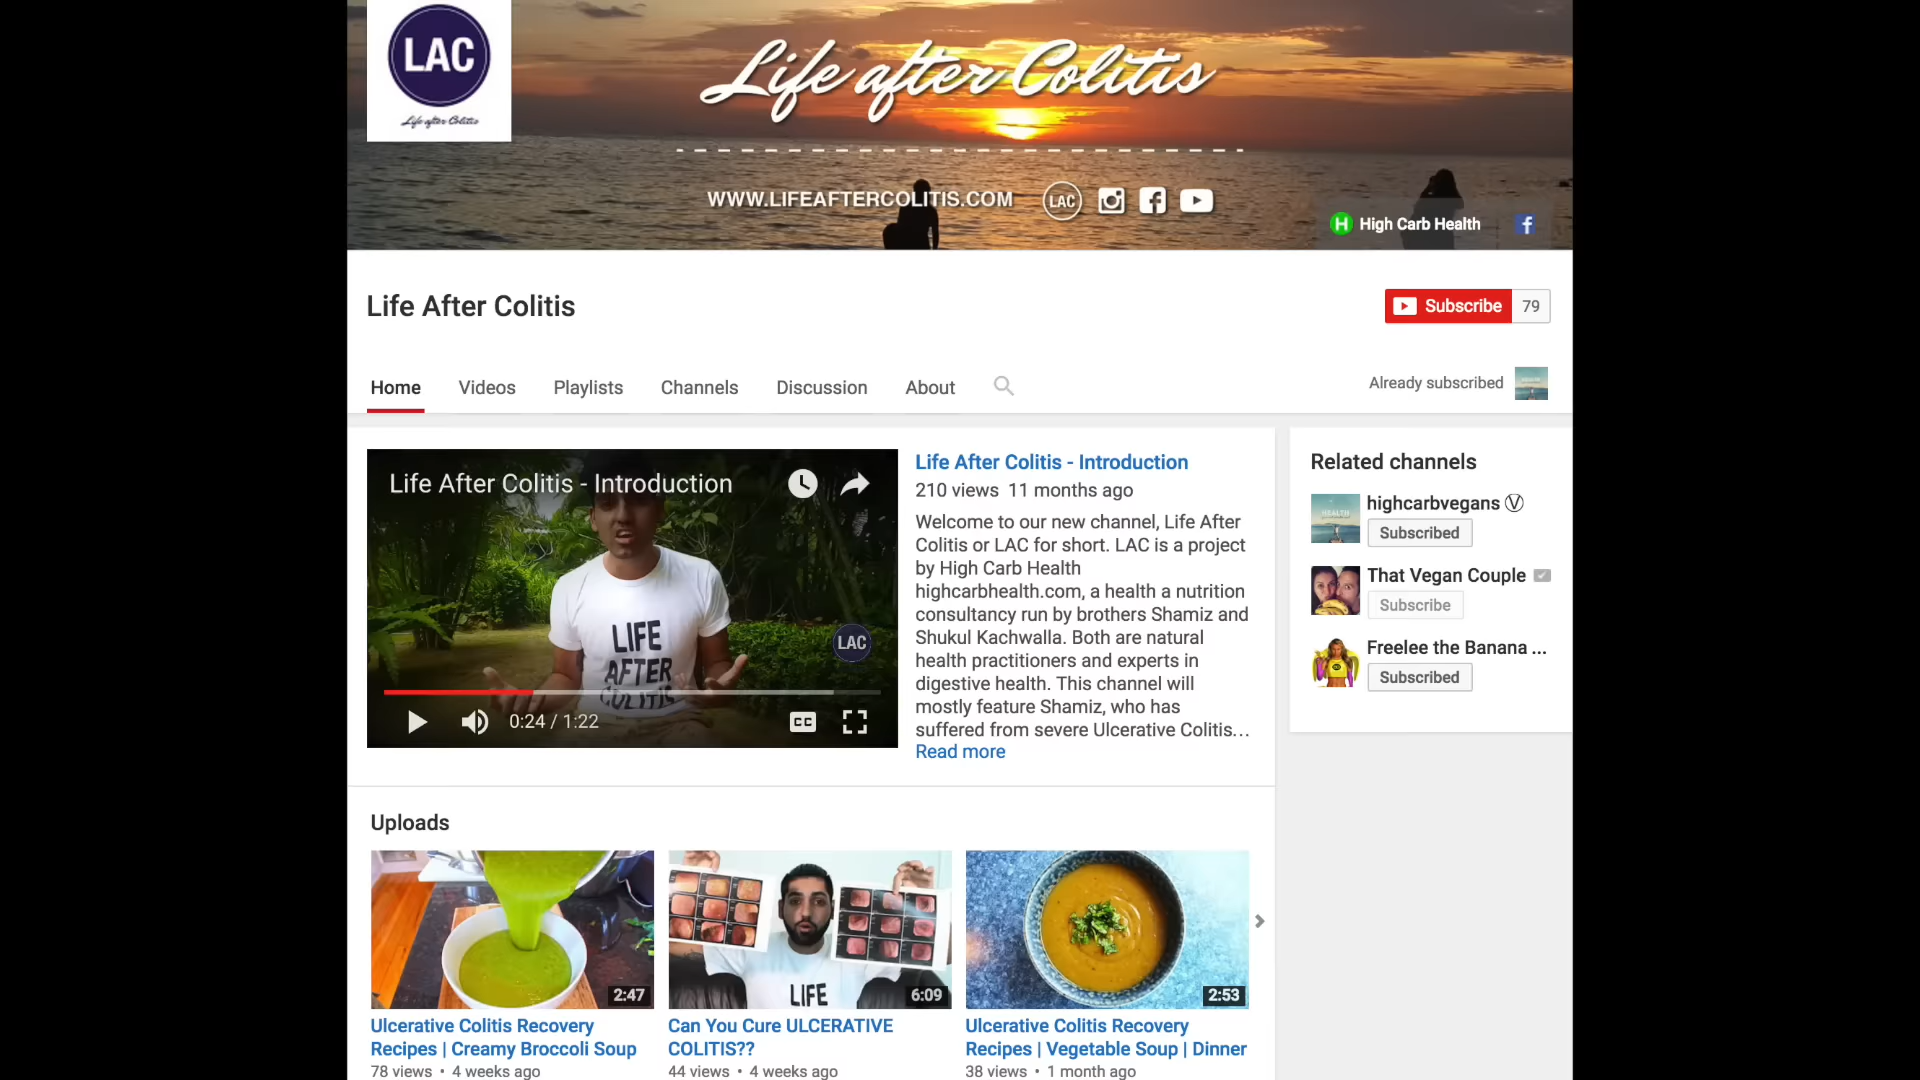 LAC
Life after Colitis
Life after Colitis
WWW.LIFEAFTERCOLITIS.COM
LAC
High Carb Health
Life After Colitis
Subscribe 79
Home Videos Playlists Channels Discussion About
Already subscribed
Life After Colitis - Introduction
LIFE
AFTER
COLITIS
LAC
0:24 / 1:22
CC
Life After Colitis - Introduction
210 views 11 months ago
Welcome to our new channel, Life After
Colitis or LAC for short. LAC is a project
by High Carb Health
highcarbhealth.com, a health a nutrition
consultancy run by brothers Shamiz and
Shukul Kachwalla. Both are natural
health practitioners and experts in
digestive health. This channel will
mostly feature Shamiz, who has
suffered from severe Ulcerative Colitis…
Read more
Related channels
HEALTH
highcarbvegans Ⓥ
Subscribed
That Vegan Couple
Subscribe
Freelee the Banana ...
Subscribed
Uploads
2:47
Ulcerative Colitis Recovery
Recipes | Creamy Broccoli Soup
78 views • 4 weeks ago
LIFE
6:09
Can You Cure ULCERATIVE
COLITIS??
44 views • 4 weeks ago
2:53
Ulcerative Colitis Recovery
Recipes | Vegetable Soup | Dinner
38 views • 1 month ago